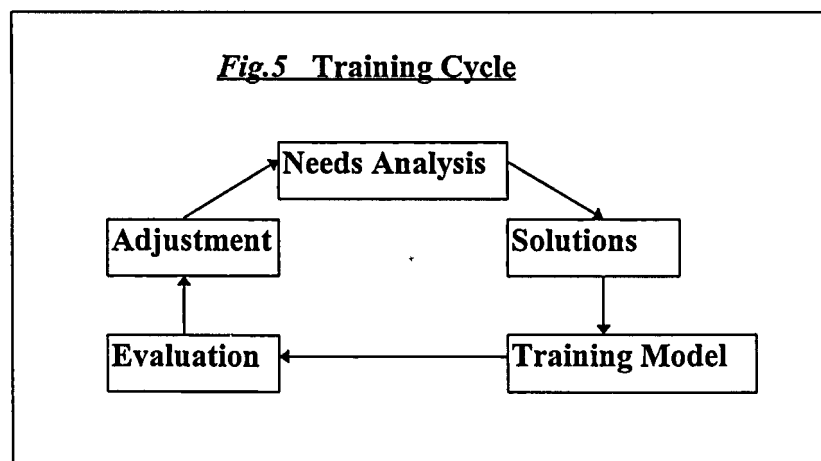 Fig.5 Training Cycle
Needs Analysis
Adjustment
Solutions
Evaluation
Training Model